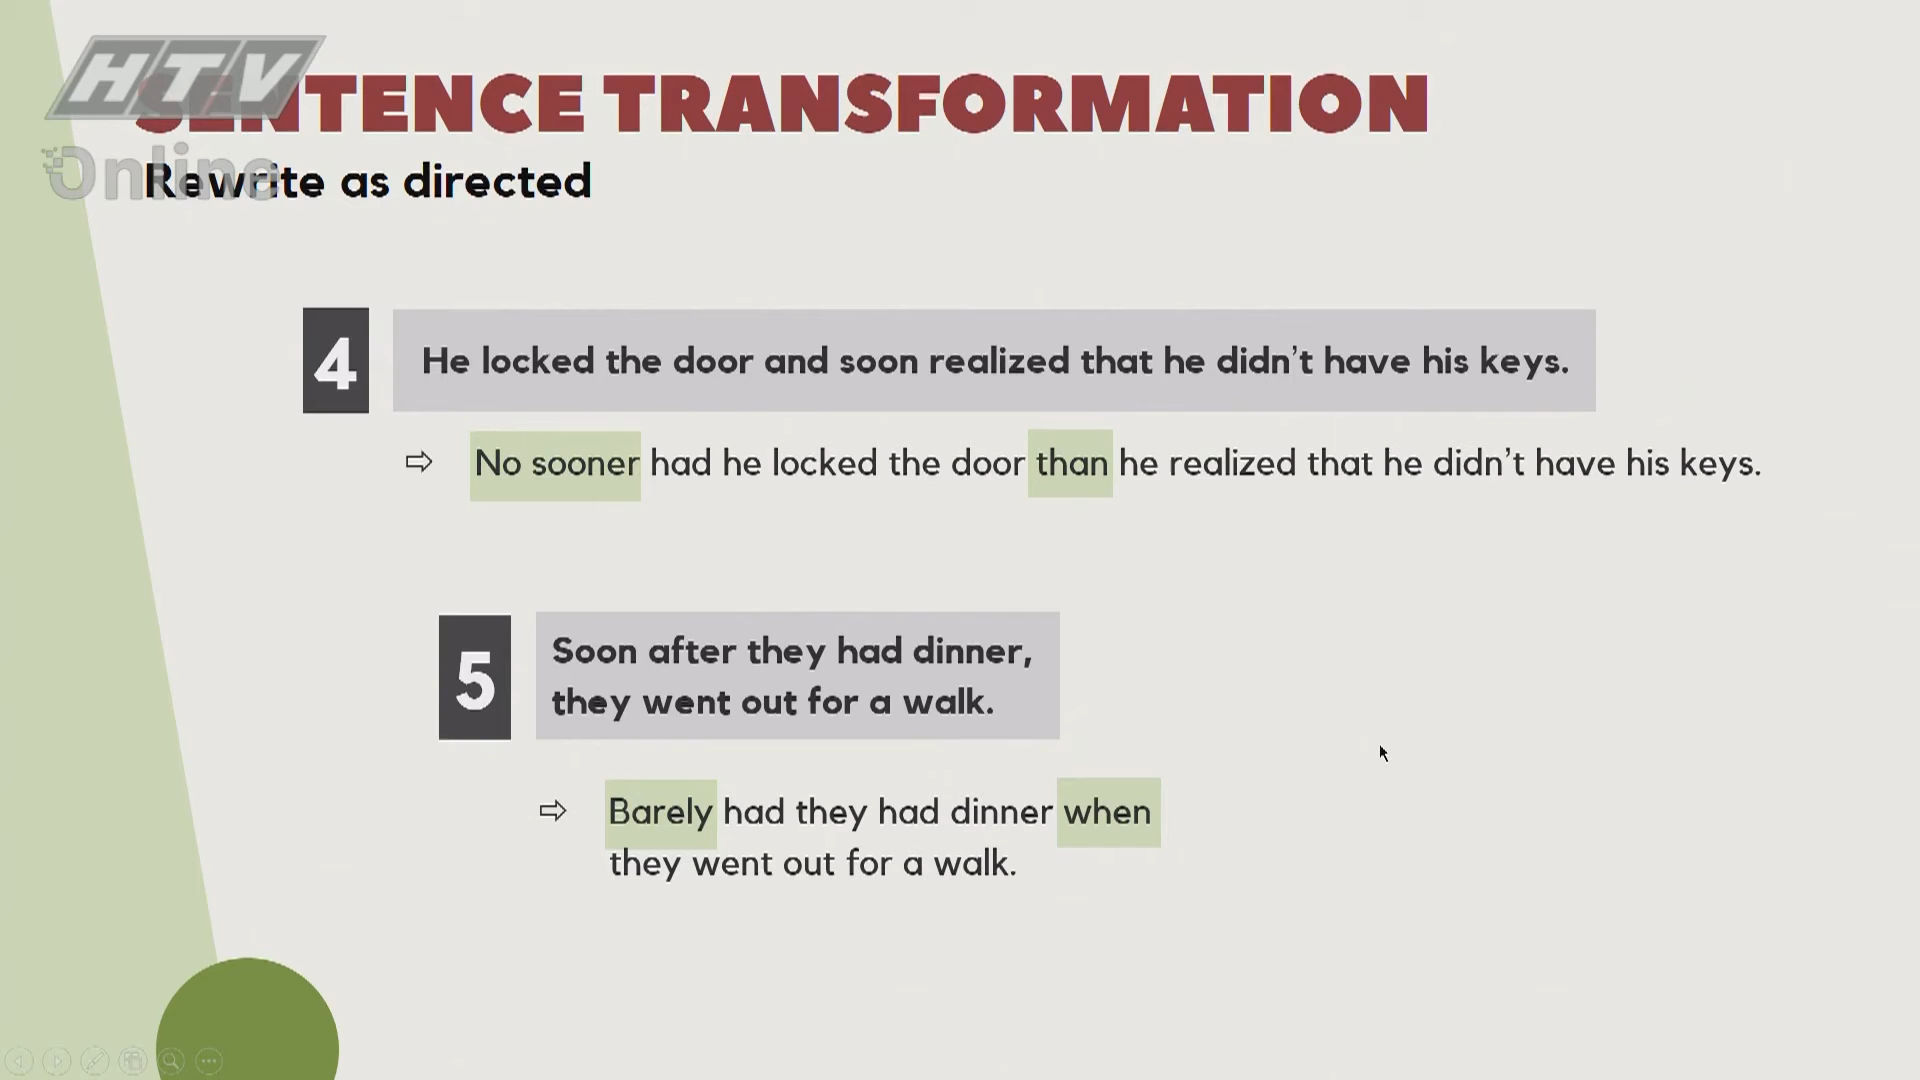 HTV
Online
SENTENCE TRANSFORMATION
Rewrite as directed
4
He locked the door and soon realized that he didn't have his keys.
⇨ No sooner had he locked the door than he realized that he didn't have his keys.
5
Soon after they had dinner,
they went out for a walk.
⇨ Barely had they had dinner when
they went out for a walk.